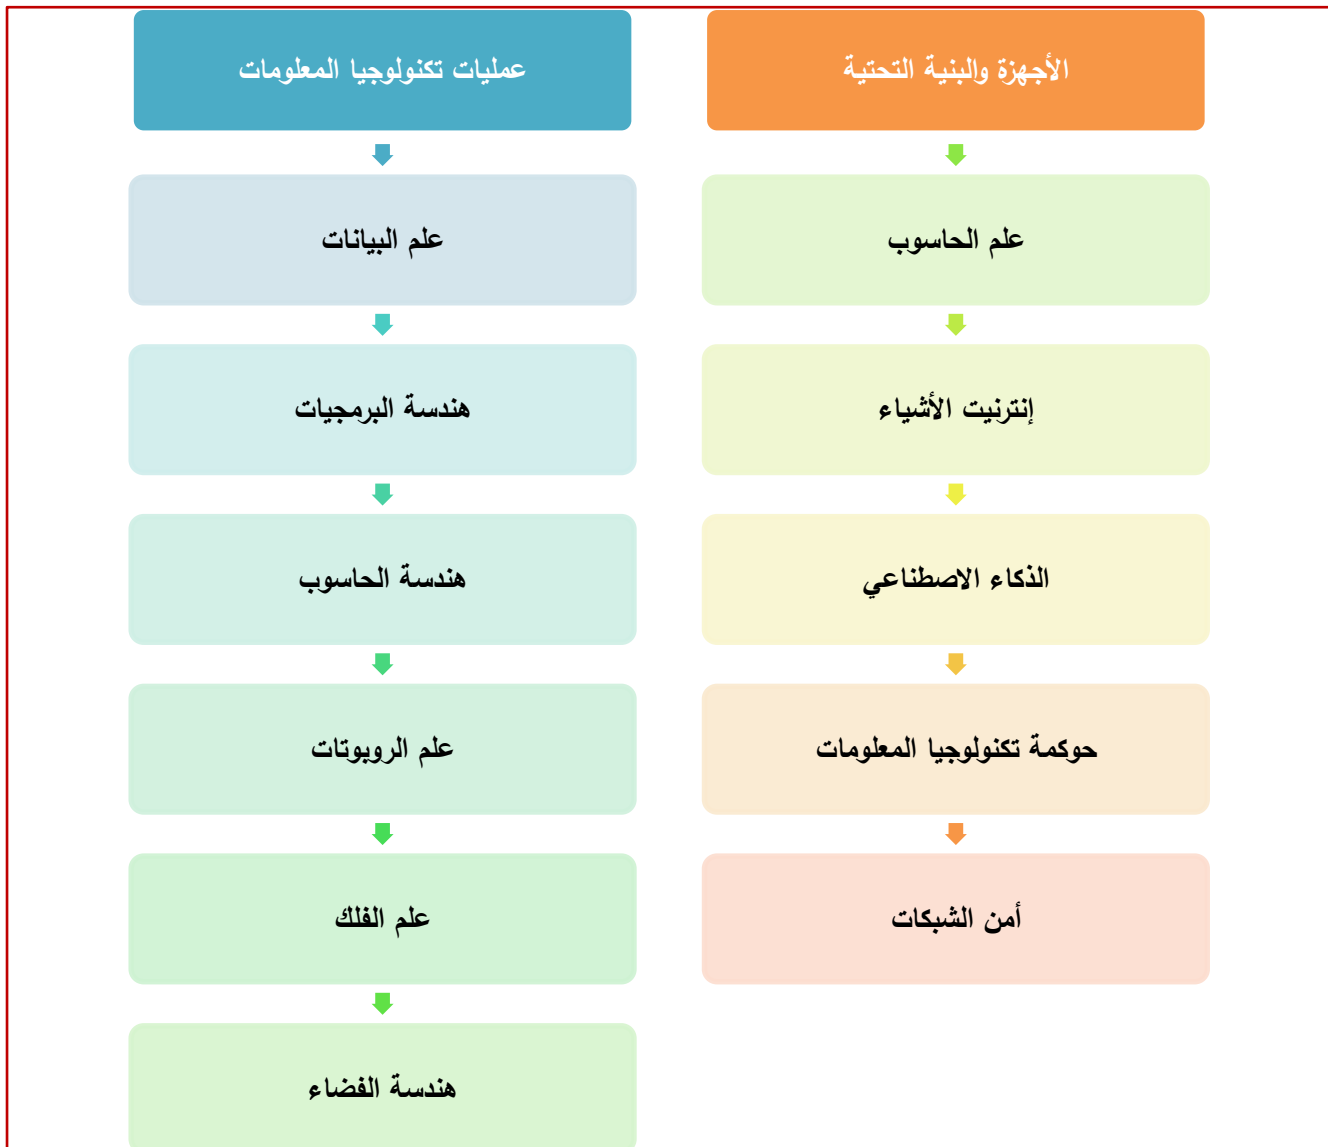 الأجهزة والبنية التحتية
علم الحاسوب
إنترنيت الأشياء
الذكاء الاصطناعي
حوكمة تكنولوجيا المعلومات
أمن الشبكات
عمليات تكنولوجيا المعلومات
علم البيانات
هندسة البرمجيات
هندسة الحاسوب
علم الروبوتات
علم الفلك
هندسة الفضاء